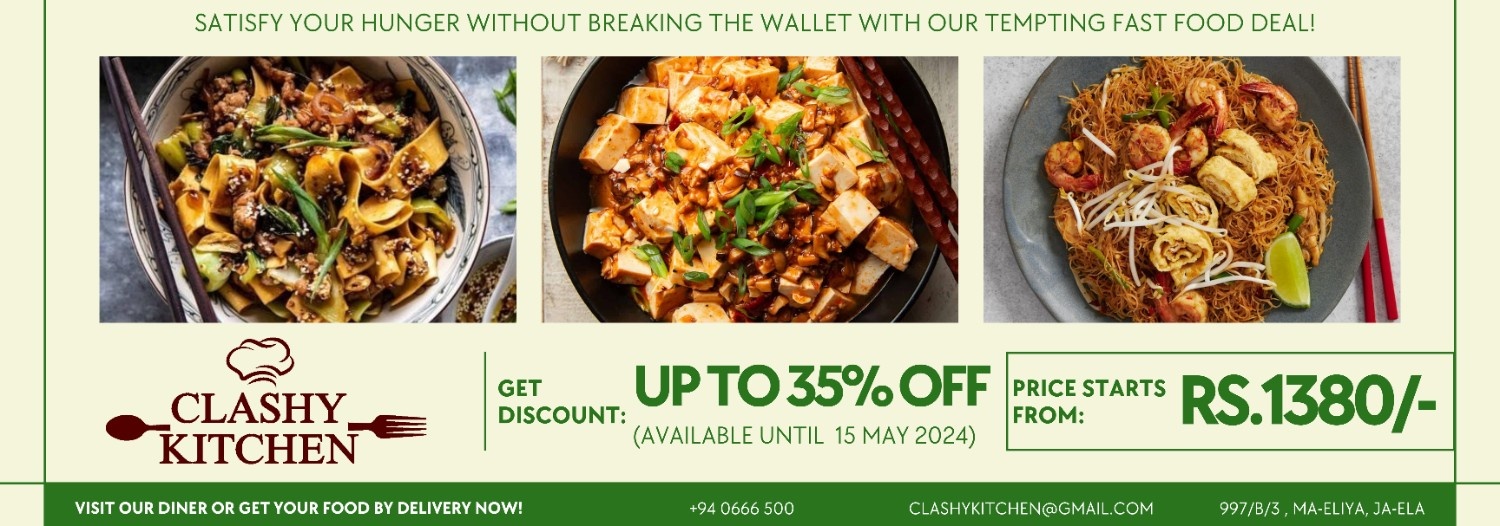 SATISFY YOUR HUNGER WITHOUT BREAKING THE WALLET WITH OUR TEMPTING FAST FOOD DEAL!
CLASHY
KITCHEN
GET
DISCOUNT:
UP TO 35% OFF
(AVAILABLE UNTIL 15 MAY 2024)
PRICE STARTS
FROM:
RS.1380/-
VISIT OUR DINER OR GET YOUR FOOD BY DELIVERY NOW!
+94 0666 500
CLASHYKITCHEN@GMAIL.COM
997/B/3 , MA-ELIYA, JA-ELA